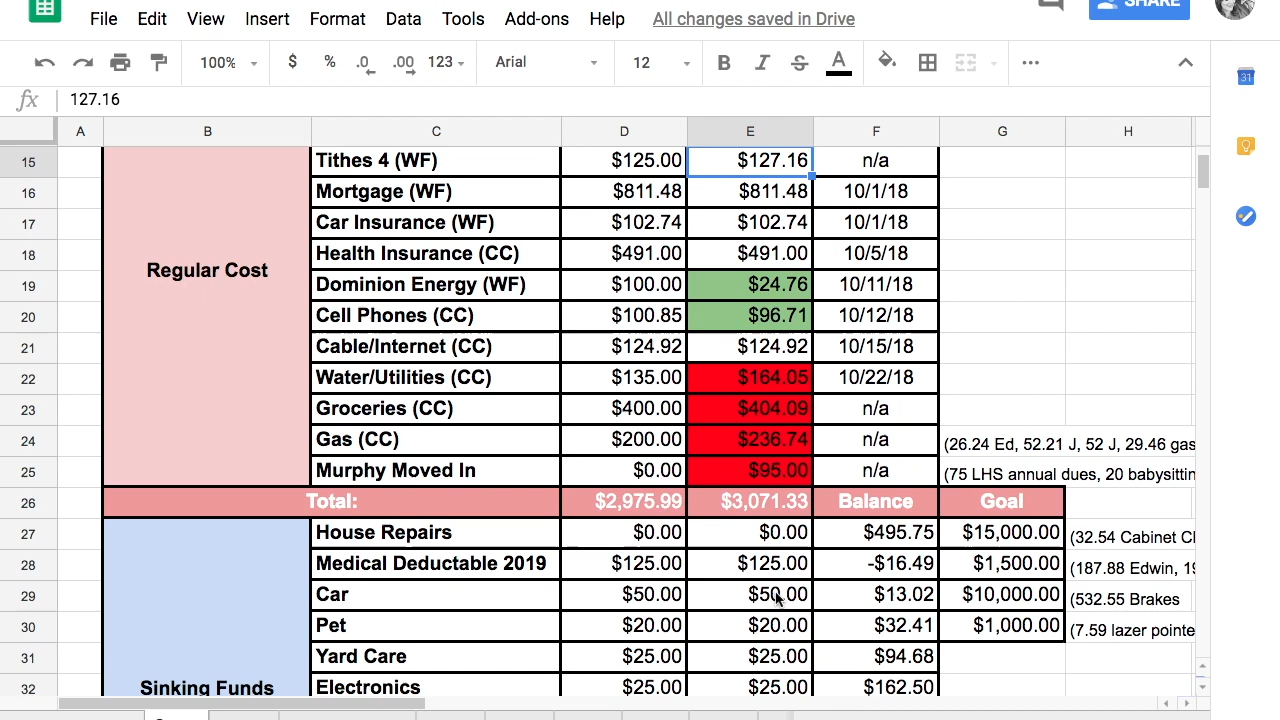 SHARE
File Edit View Insert Format Data Tools Add-ons Help All changes saved in Drive
100% $ % .0 .00 123 Arial 12 B I S A ...
31
fx 127.16
A B C D E F G H
15 Tithes 4 (WF) $125.00 $127.16 n/a
16 Mortgage (WF) $811.48 $811.48 10/1/18
17 Car Insurance (WF) $102.74 $102.74 10/1/18
18 Health Insurance (CC) $491.00 $491.00 10/5/18
Regular Cost
19 Dominion Energy (WF) $100.00 $24.76 10/11/18
20 Cell Phones (CC) $100.85 $96.71 10/12/18
21 Cable/Internet (CC) $124.92 $124.92 10/15/18
22 Water/Utilities (CC) $135.00 $164.05 10/22/18
23 Groceries (CC) $400.00 $404.09 n/a
24 Gas (CC) $200.00 $236.74 n/a (26.24 Ed, 52.21 J, 52 J, 29.46 gas
25 Murphy Moved In $0.00 $95.00 n/a (75 LHS annual dues, 20 babysittin
26 Total: $2,975.99 $3,071.33 Balance Goal
27 House Repairs $0.00 $0.00 $495.75 $15,000.00 (32.54 Cabinet
28 Medical Deductable 2019 $125.00 $125.00 -$16.49 $1,500.00 (187.88 Edwin,
29 Car $50.00 $50.00 $13.02 $10,000.00 (532.55 Brakes
30 Pet $20.00 $20.00 $32.41 $1,000.00 (7.59 lazer pointe
31 Yard Care $25.00 $25.00 $94.68
32 Sinking Funds Electronics $25.00 $25.00 $162.50